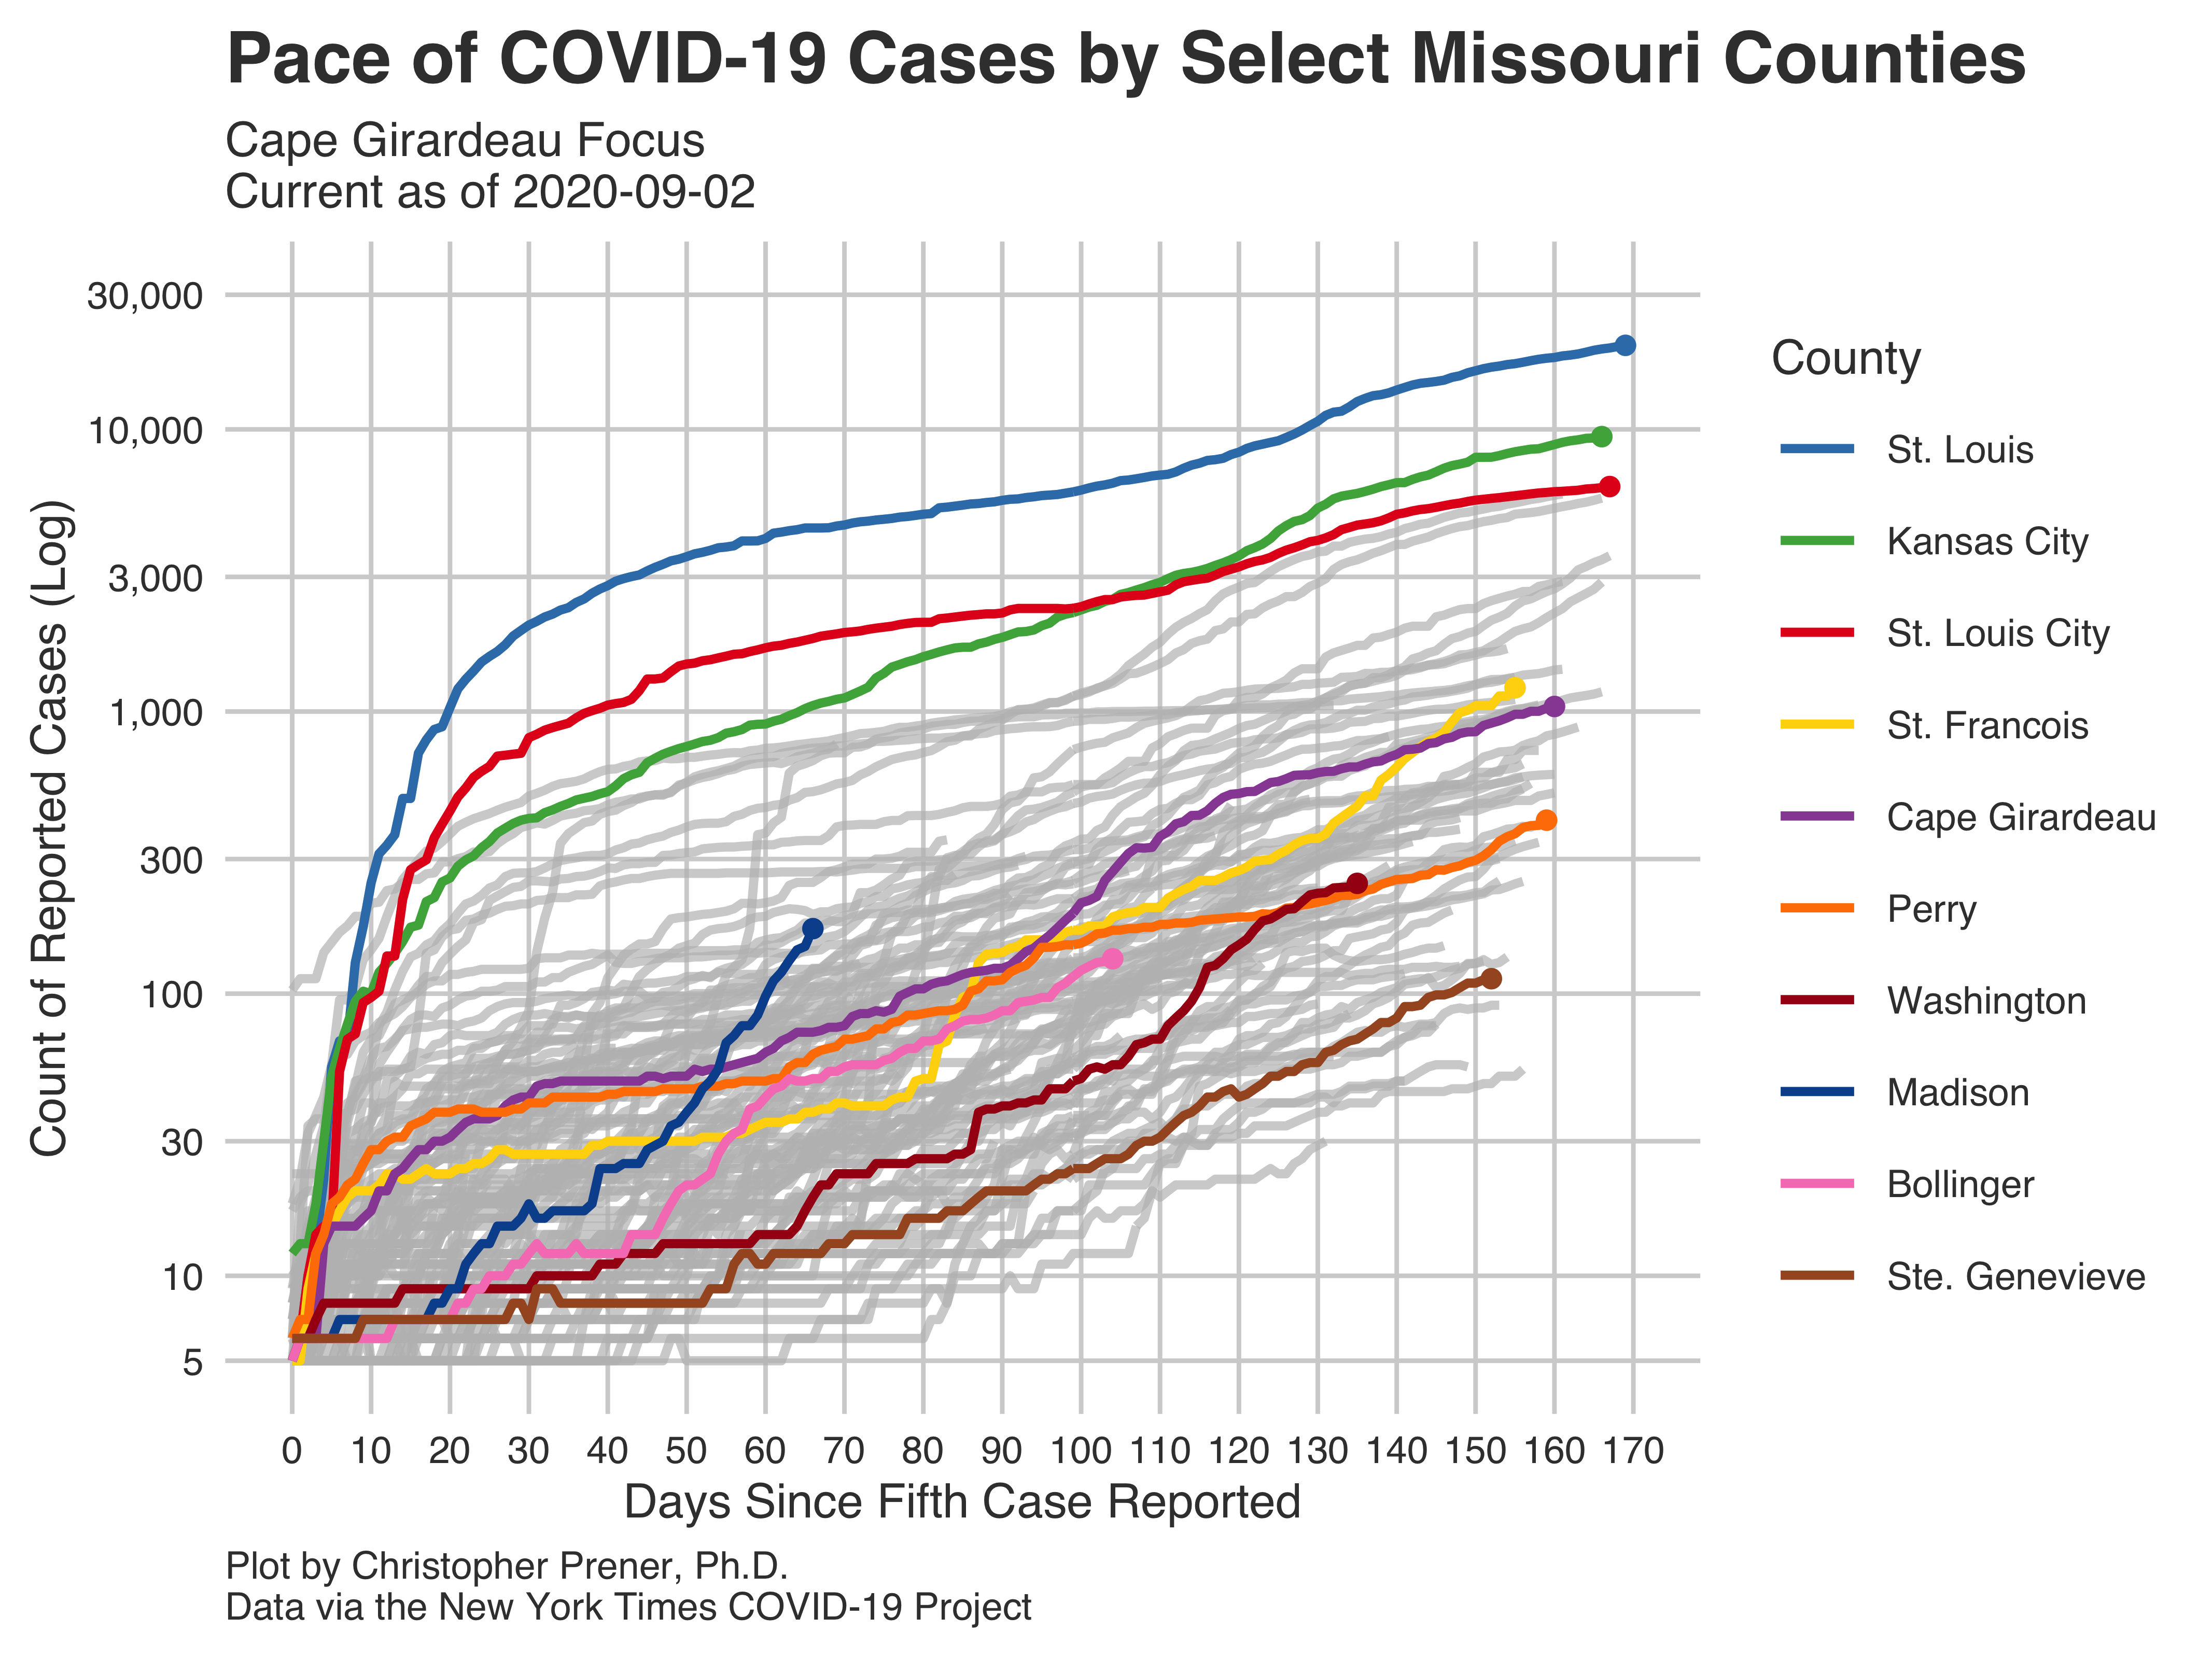 Pace of COVID-19 Cases by Select Missouri Counties
Cape Girardeau Focus
Current as of 2020-09-02
Count of Reported Cases (Log)
30,000
10,000
3,000
1,000
300
100
30
10
5
0 10 20 30 40 50 60 70 80 90 100 110 120 130 140 150 160 170
Days Since Fifth Case Reported
County
St. Louis
Kansas City
St. Louis City
St. Francois
Cape Girardeau
Perry
Washington
Madison
Bollinger
Ste. Genevieve
Plot by Christopher Prener, Ph.D.
Data via the New York Times COVID-19 Project